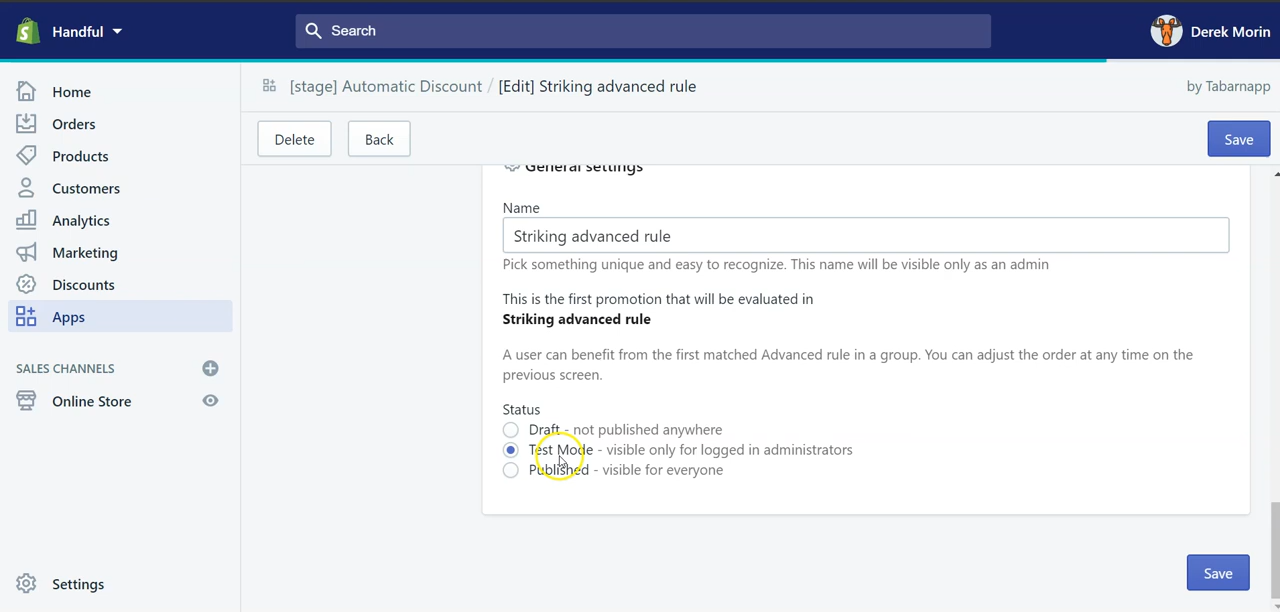 Handful
Search
Derek Morin
Home
Orders
Products
Customers
Analytics
Marketing
Discounts
Apps
SALES CHANNELS
Online Store
Settings
[stage] Automatic Discount / [Edit] Striking advanced rule
by Tabarnapp
Delete
Back
Save
General settings
Name
Striking advanced rule
Pick something unique and easy to recognize. This name will be visible only as an admin
This is the first promotion that will be evaluated in
Striking advanced rule
A user can benefit from the first matched Advanced rule in a group. You can adjust the order at any time on the
previous screen.
Status
Draft - not published anywhere
Test Mode - visible only for logged in administrators
Published - visible for everyone
Save